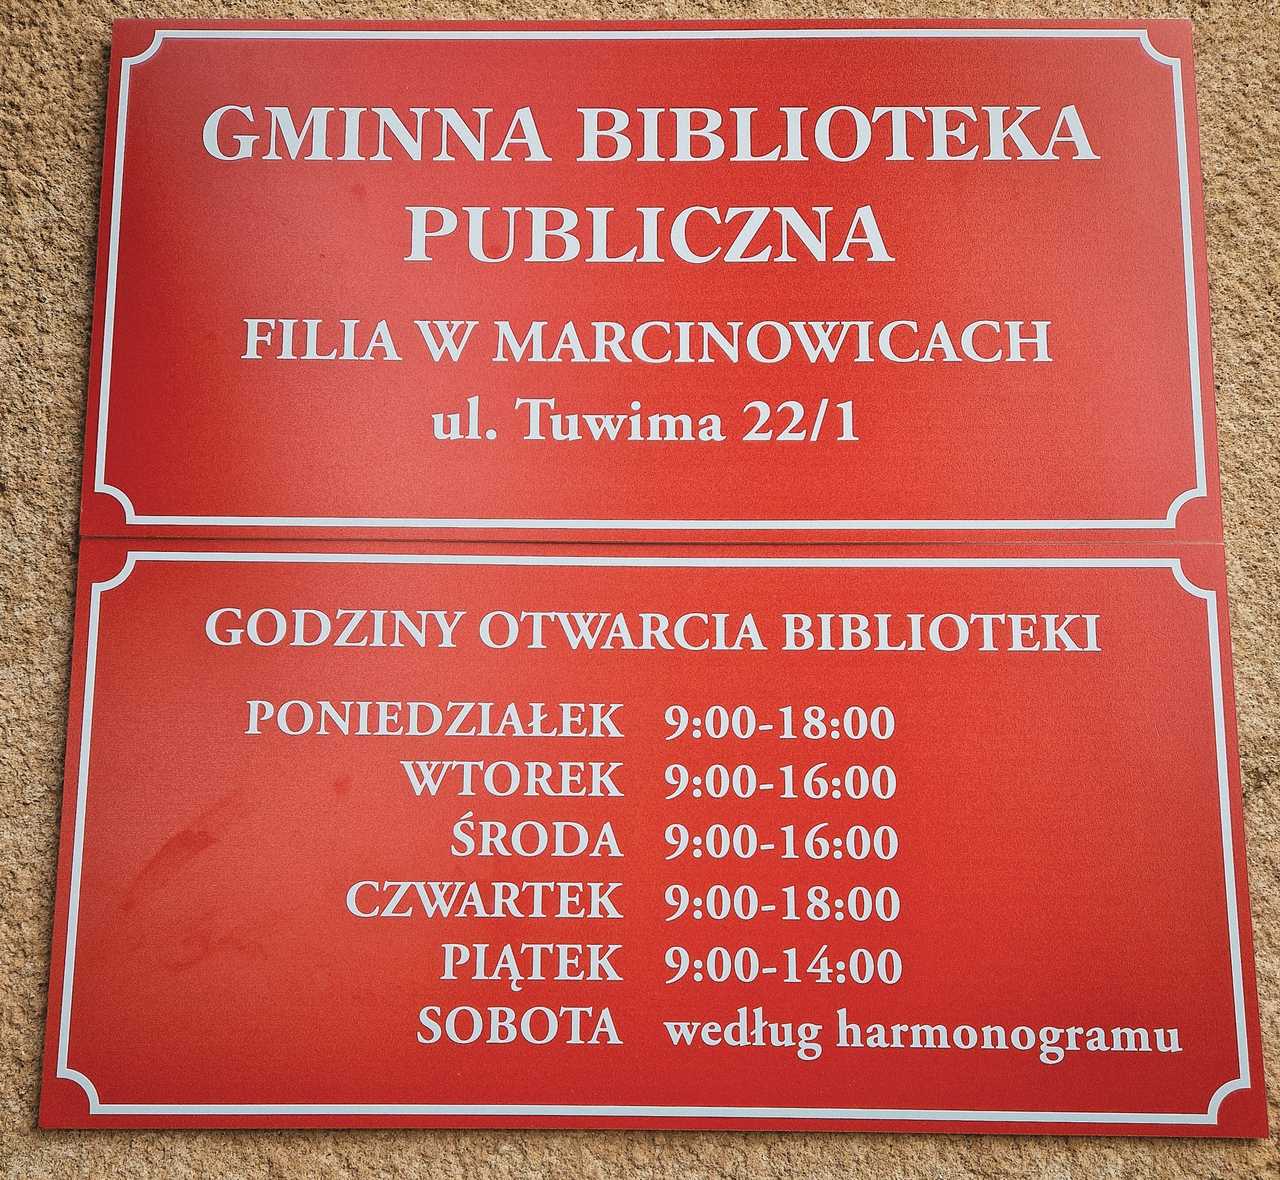 GMINNA BIBLIOTEKA
PUBLICZNA
FILIA W MARCINOWICACH
ul. Tuwima 22/1
GODZINY OTWARCIA BIBLIOTEKI
PONIEDZIAŁEK 9:00-18:00
WTOREK 9:00-16:00
ŚRODA 9:00-16:00
CZWARTEK 9:00-18:00
PIĄTEK 9:00-14:00
SOBOTA według harmonogramu